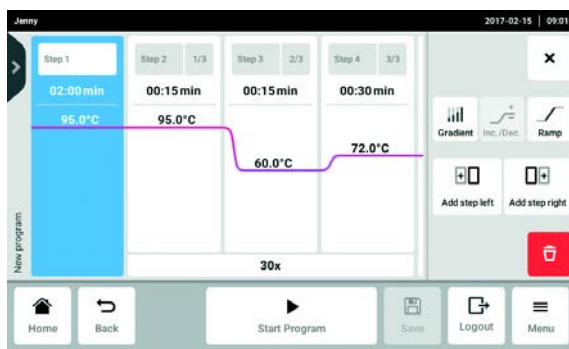 Jenny
2017-02-15 | 09:01
Step 1
Step 2 1/3
Step 3 2/3
Step 4 3/3
02:00 min
00:15 min
00:15 min
00:30 min
95.0°C
95.0°C
60.0°C
72.0°C
30x
New program
Gradient
Inc./Dec.
Ramp
Add step left
Add step right
Home
Back
Start Program
Save
Logout
Menu